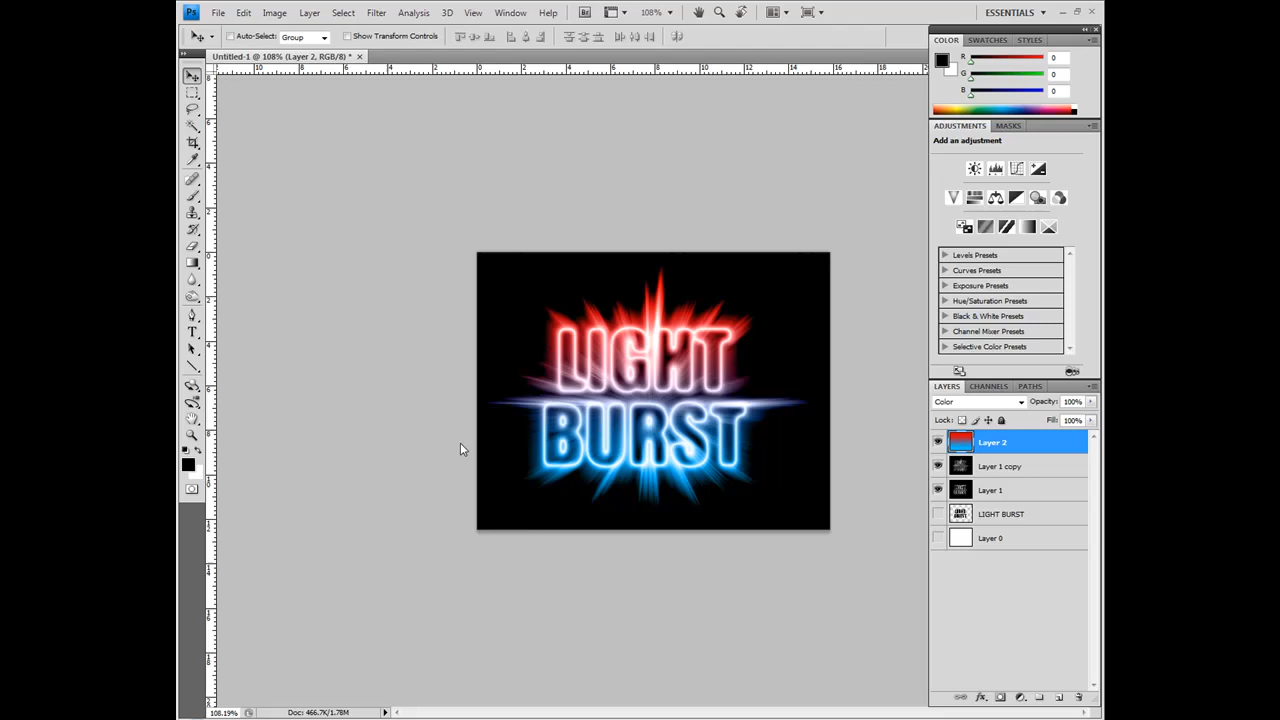 Ps File Edit Image Layer Select Filter Analysis 3D View Window Help Br 108% ESSENTIALS
Auto-Select: Group Show Transform Controls
Untitled-1 @ 108% (Layer 2, RGB/8) *
COLOR SWATCHES STYLES
R 0
G 0
B 0
ADJUSTMENTS MASKS
Add an adjustment
Levels Presets
Curves Presets
Exposure Presets
Hue/Saturation Presets
Black & White Presets
Channel Mixer Presets
Selective Color Presets
LIGHT
BURST
LAYERS CHANNELS PATHS
Color Opacity: 100%
Lock: Fill: 100%
Layer 2
Layer 1 copy
Layer 1
LIGHT BURST
Layer 0
108.19% Doc: 466.7K/1.78M